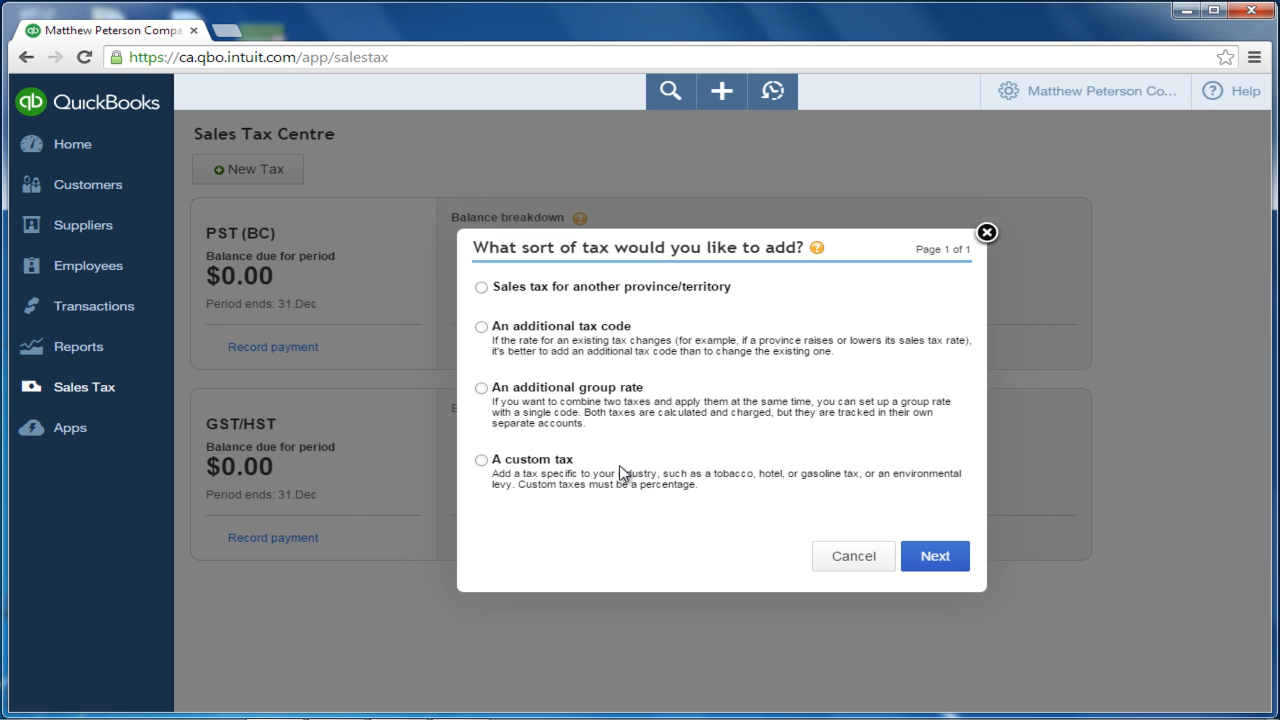 Matthew Peterson Compa
https://ca.qbo.intuit.com/app/salestax
qb QuickBooks
Matthew Peterson Co...
Help
Home
Customers
Suppliers
Employees
Transactions
Reports
Sales Tax
Apps
Sales Tax Centre
New Tax
PST (BC)
Balance due for period
$0.00
Period ends: 31.Dec
Record payment
Balance breakdown
GST/HST
Balance due for period
$0.00
Period ends: 31.Dec
Record payment
What sort of tax would you like to add?
Page 1 of 1
Sales tax for another province/territory
An additional tax code
If the rate for an existing tax changes (for example, if a province raises or lowers its sales tax rate),
it's better to add an additional tax code than to change the existing one.
An additional group rate
If you want to combine two taxes and apply them at the same time, you can set up a group rate
with a single code. Both taxes are calculated and charged, but they are tracked in their own
separate accounts.
A custom tax
Add a tax specific to your industry, such as a tobacco, hotel, or gasoline tax, or an environmental
levy. Custom taxes must be a percentage.
Cancel
Next